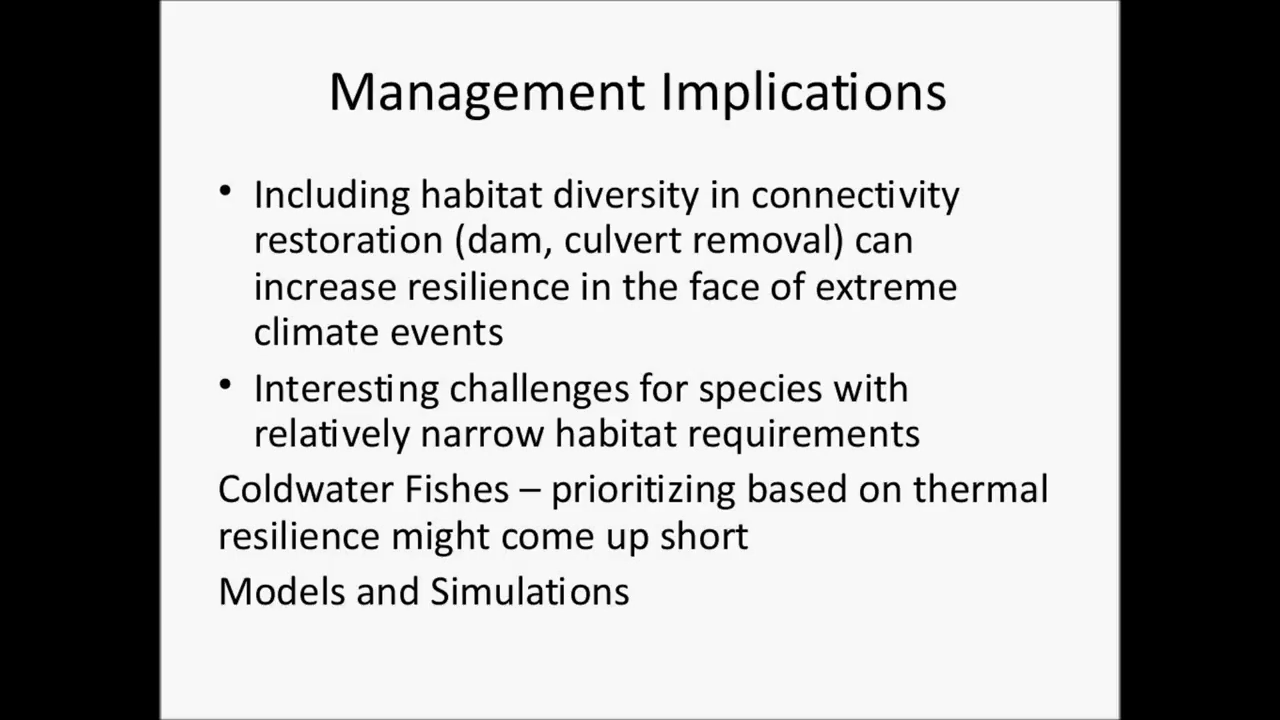 Management Implications
• Including habitat diversity in connectivity
restoration (dam, culvert removal) can
increase resilience in the face of extreme
climate events
• Interesting challenges for species with
relatively narrow habitat requirements
Coldwater Fishes – prioritizing based on thermal
resilience might come up short
Models and Simulations